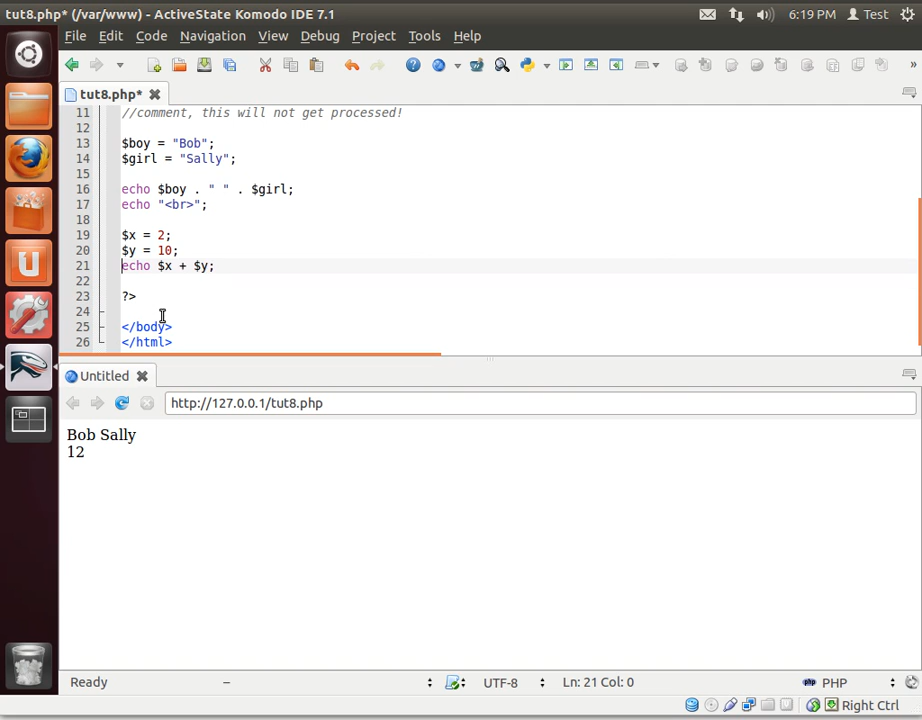 tut8.php* (/var/www) - ActiveState Komodo IDE 7.1
6:19 PM
Test
File Edit Code Navigation View Debug Project Tools Help
tut8.php*
11 //comment, this will not get processed!
12
13 $boy = "Bob";
14 $girl = "Sally";
15
16 echo $boy . " " . $girl;
17 echo "<br>";
18
19 $x = 2;
20 $y = 10;
21 echo $x + $y;
22
23 ?>
24
25 </body>
26 </html>
Untitled
http://127.0.0.1/tut8.php
Bob Sally
12
Ready
–
UTF-8
Ln: 21 Col: 0
php PHP
Right Ctrl